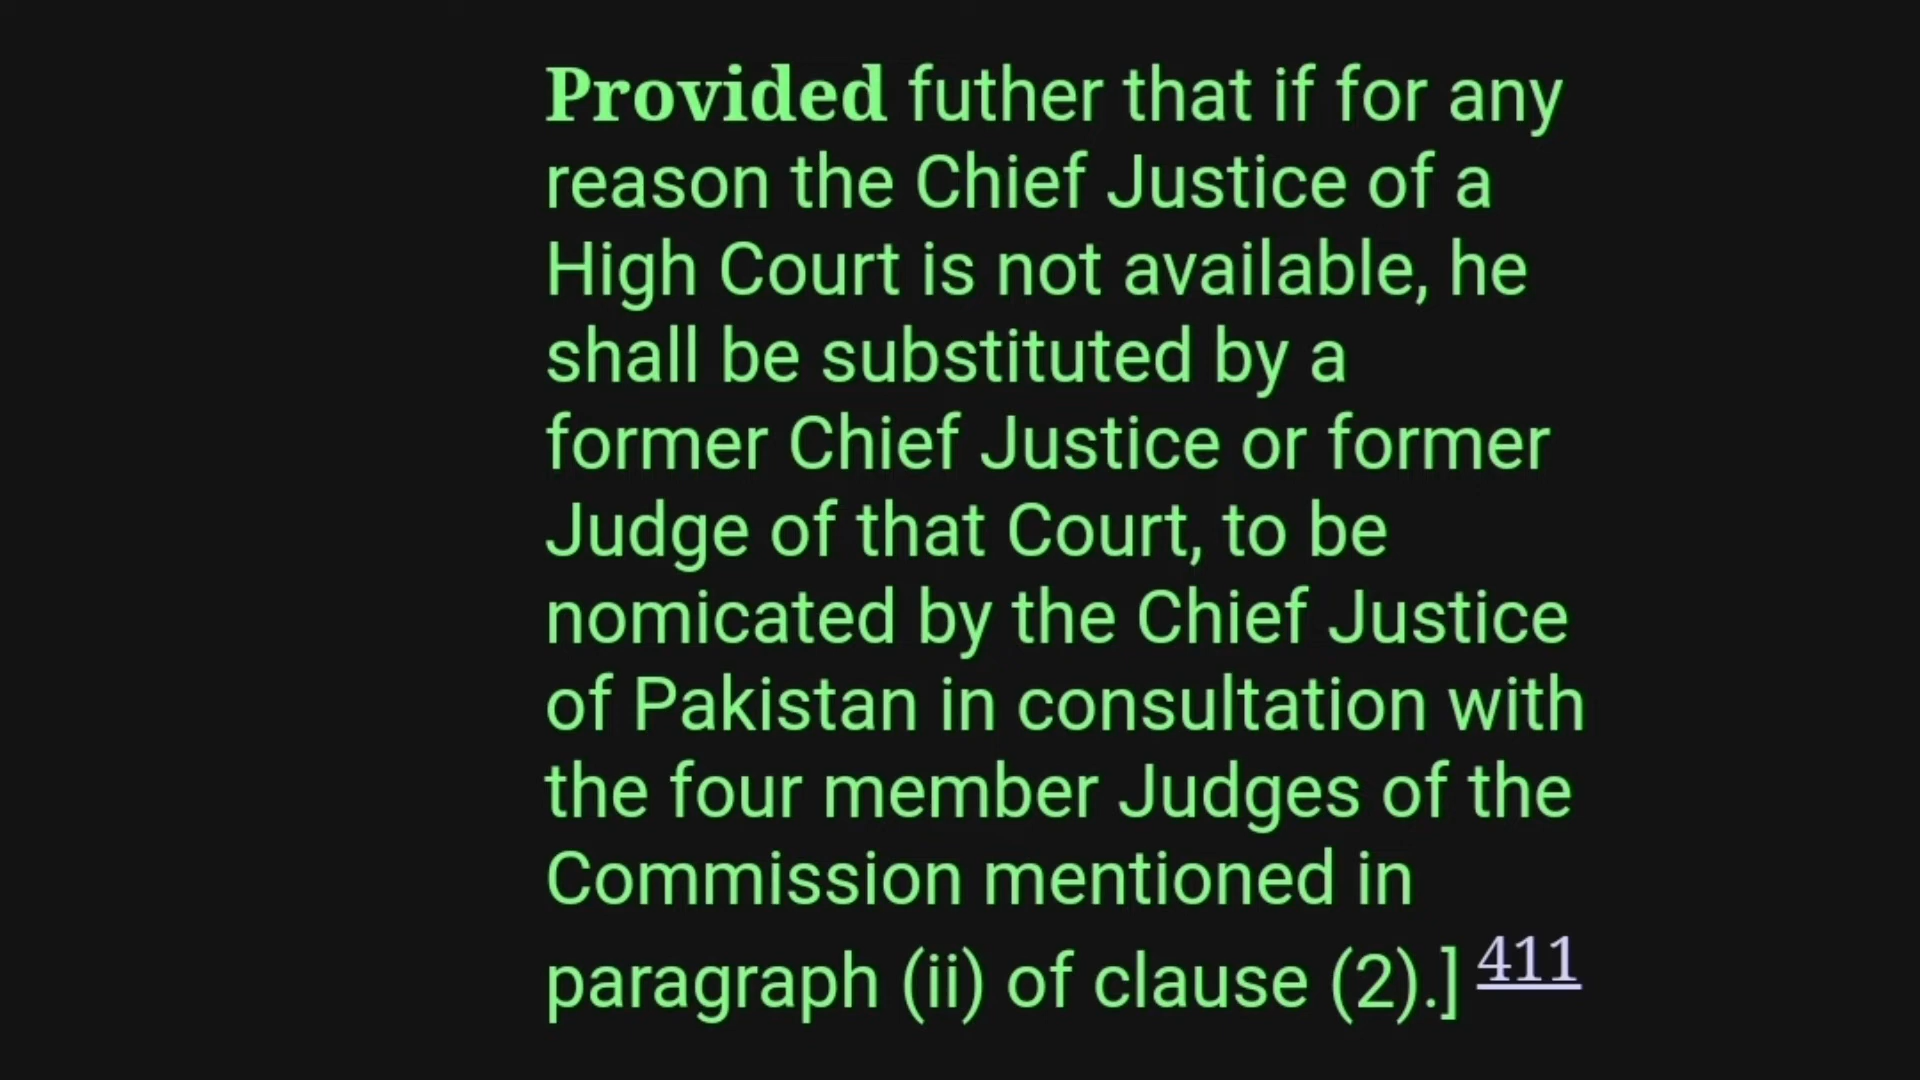 Provided futher that if for any
reason the Chief Justice of a
High Court is not available, he
shall be substituted by a
former Chief Justice or former
Judge of that Court, to be
nomicated by the Chief Justice
of Pakistan in consultation with
the four member Judges of the
Commission mentioned in
paragraph (ii) of clause (2).] 411